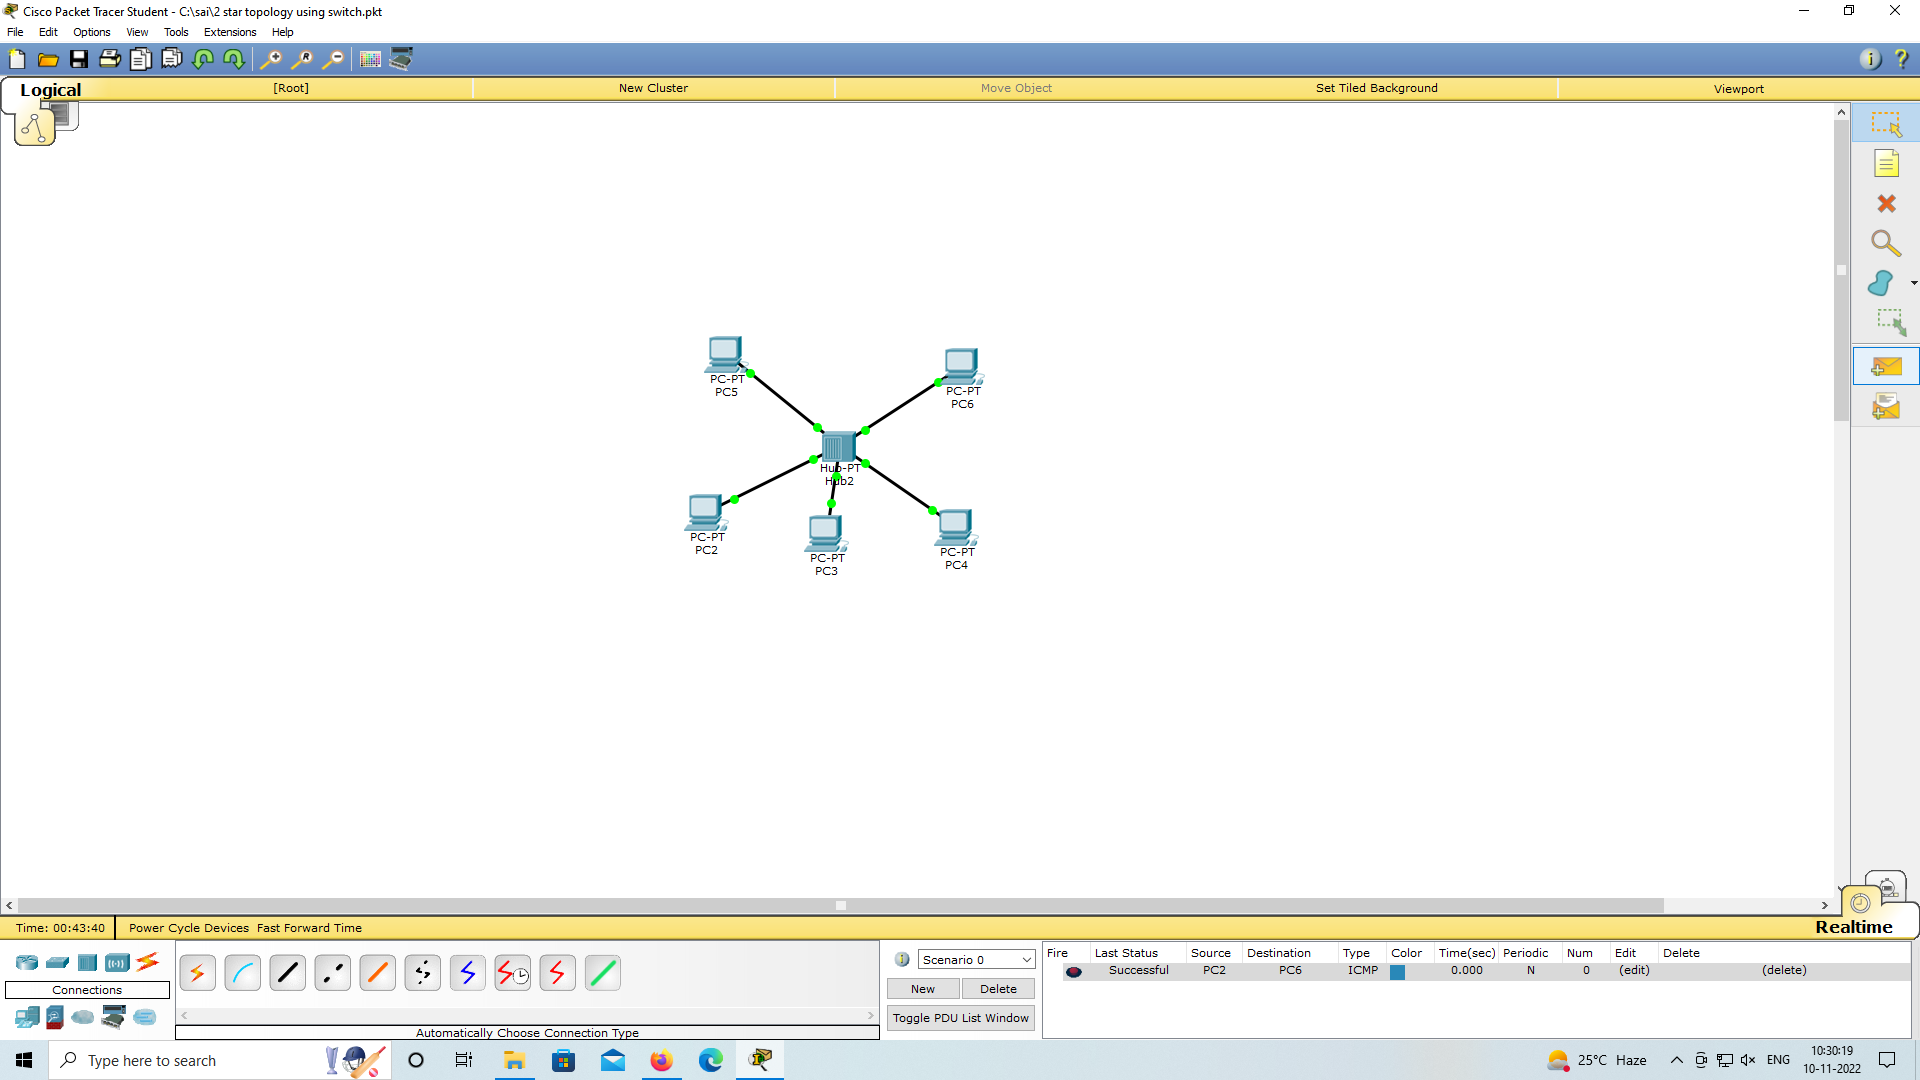 Cisco Packet Tracer Student - C:\sai\2 star topology using switch.pkt
File Edit Options View Tools Extensions Help
Logical [Root] New Cluster Move Object Set Tiled Background Viewport
PC-PT
PC5
PC-PT
PC6
Hub-PT
Hub2
PC-PT
PC2
PC-PT
PC3
PC-PT
PC4
Time: 00:43:40 Power Cycle Devices Fast Forward Time
Realtime
Connections
Automatically Choose Connection Type
Scenario 0
New Delete
Toggle PDU List Window
Fire Last Status Source Destination Type Color Time(sec) Periodic Num Edit Delete
Successful PC2 PC6 ICMP 0.000 N 0 (edit) (delete)
Type here to search
25°C Haze
ENG
10:30:19
10-11-2022